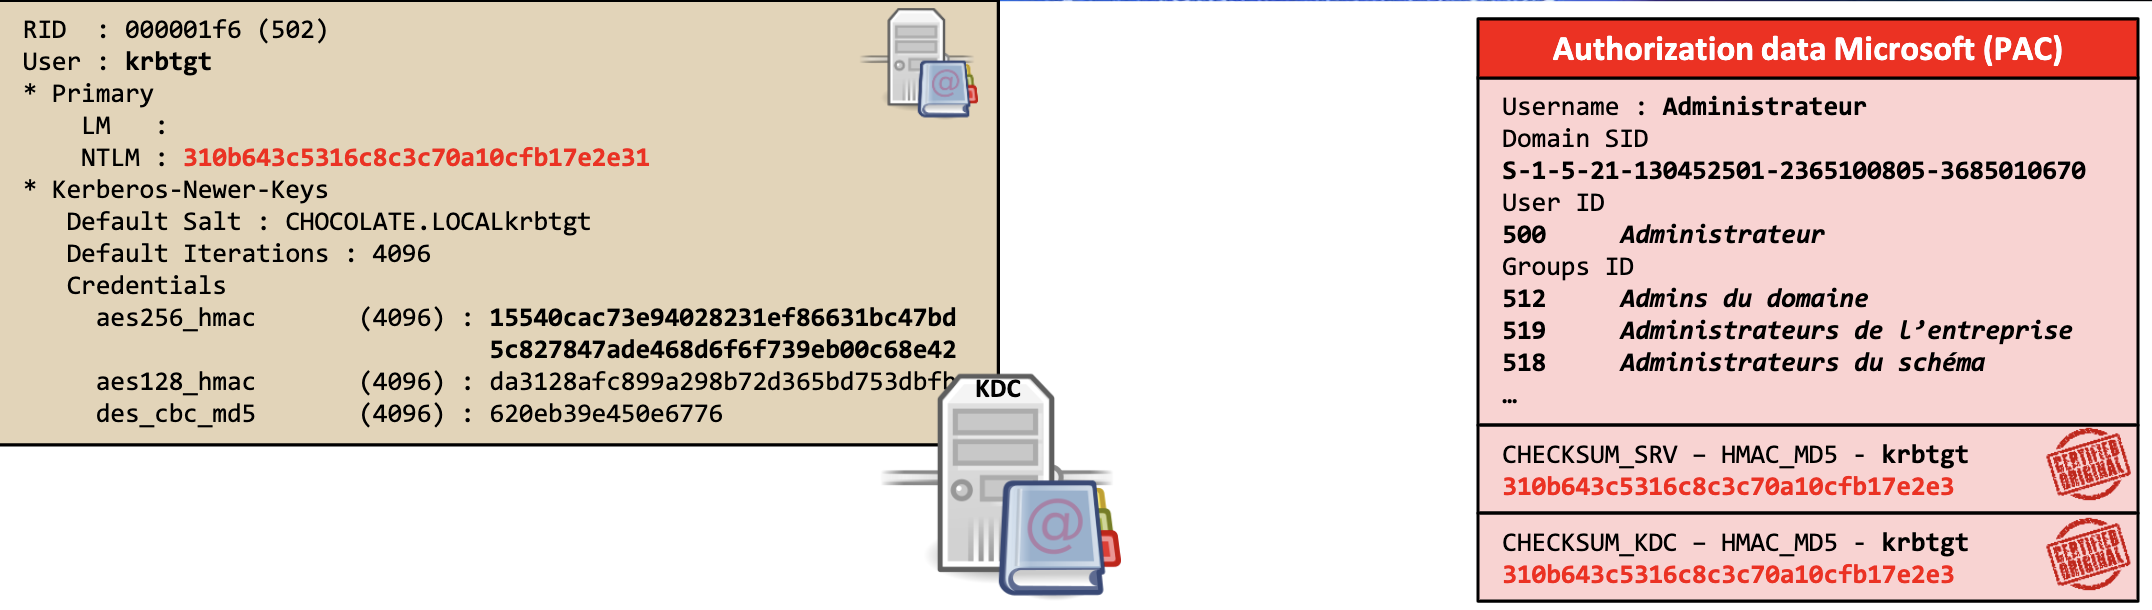 RID  : 000001f6 (502)
User : krbtgt
* Primary
LM   :
NTLM : 310b643c5316c8c3c70a10cfb17e2e31
* Kerberos-Newer-Keys
Default Salt : CHOCOLATE.LOCALkrbtgt
Default Iterations : 4096
Credentials
aes256_hmac       (4096) : 15540cac73e94028231ef86631bc47bd
5c827847ade468d6f6f739eb00c68e42
aes128_hmac       (4096) : da3128afc899a298b72d365bd753dbfb
des_cbc_md5       (4096) : 620eb39e450e6776
KDC
Authorization data Microsoft (PAC)
Username : Administrateur
Domain SID
S-1-5-21-130452501-2365100805-3685010670
User ID
500     Administrateur
Groups ID
512     Admins du domaine
519     Administrateurs de l’entreprise
518     Administrateurs du schéma
…
CHECKSUM_SRV – HMAC_MD5 - krbtgt
310b643c5316c8c3c70a10cfb17e2e3
CERTIFIED
ORIGINAL
CHECKSUM_KDC – HMAC_MD5 - krbtgt
310b643c5316c8c3c70a10cfb17e2e3
CERTIFIED
ORIGINAL